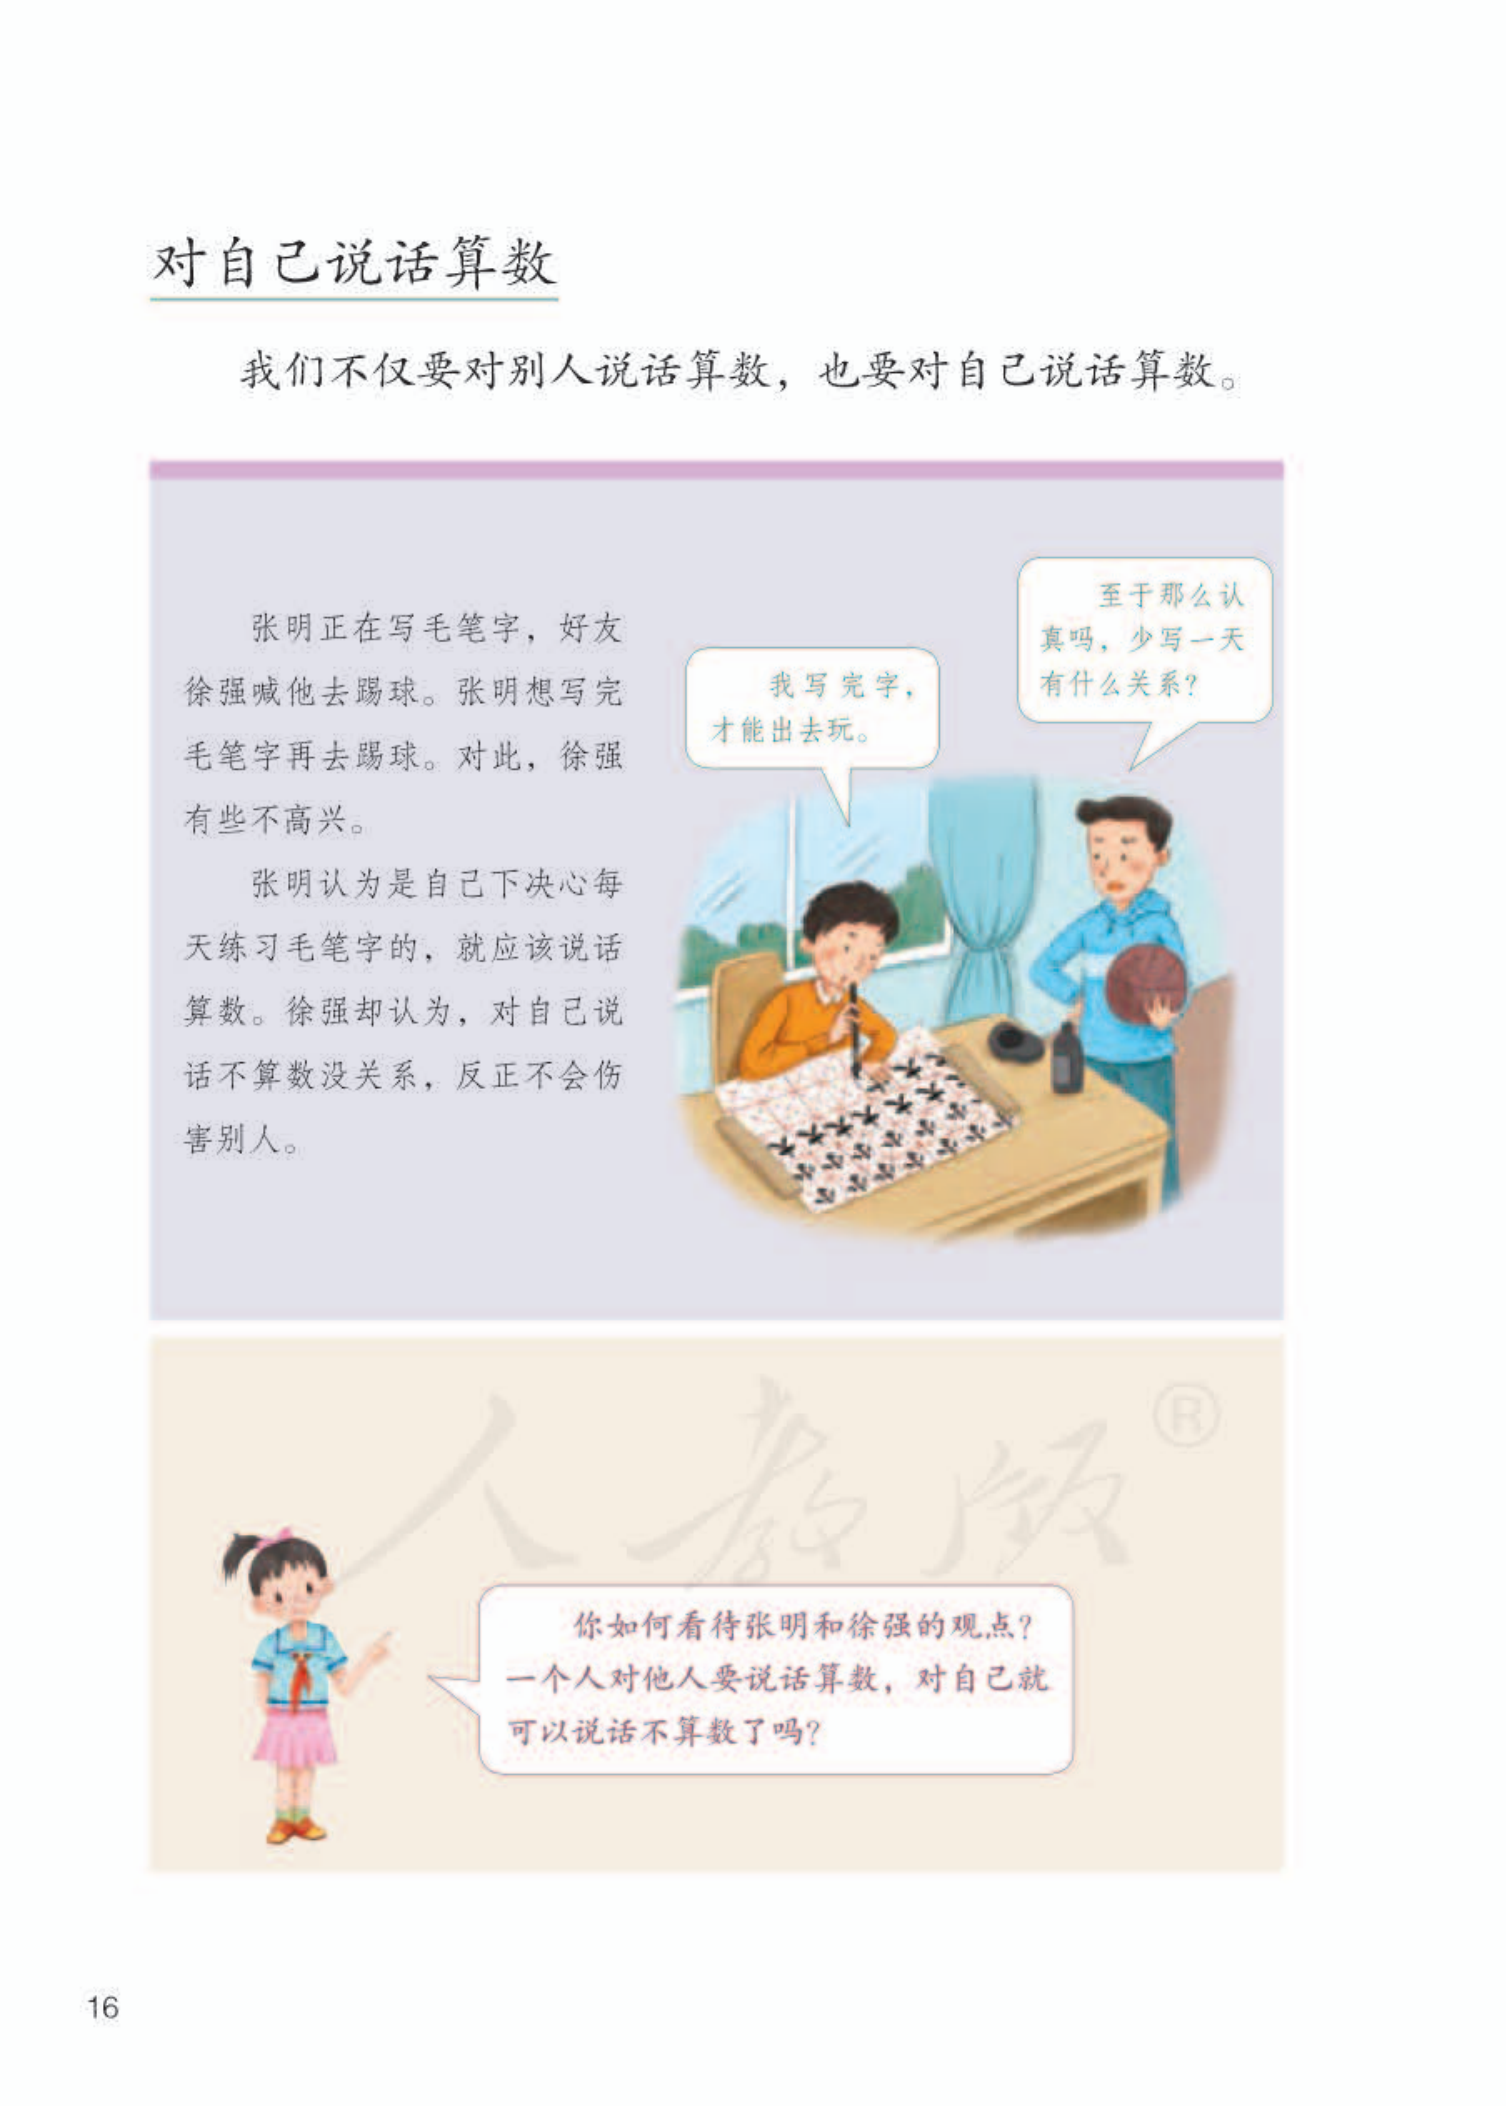 对自己说话算数
我们不仅要对别人说话算数，也要对自己说话算数。
张明正在写毛笔字，好友
徐强喊他去踢球。张明想写完
毛笔字再去踢球。对此，徐强
有些不高兴。
张明认为是自己下决心每
天练习毛笔字的，就应该说话
算数。徐强却认为，对自己说
话不算数没关系，反正不会伤
害别人。
我写完字，
才能出去玩。
至于那么认
真吗，少写一天
有什么关系？
人教版®
你如何看待张明和徐强的观点？
一个人对他人要说话算数，对自己就
可以说话不算数了吗？
16